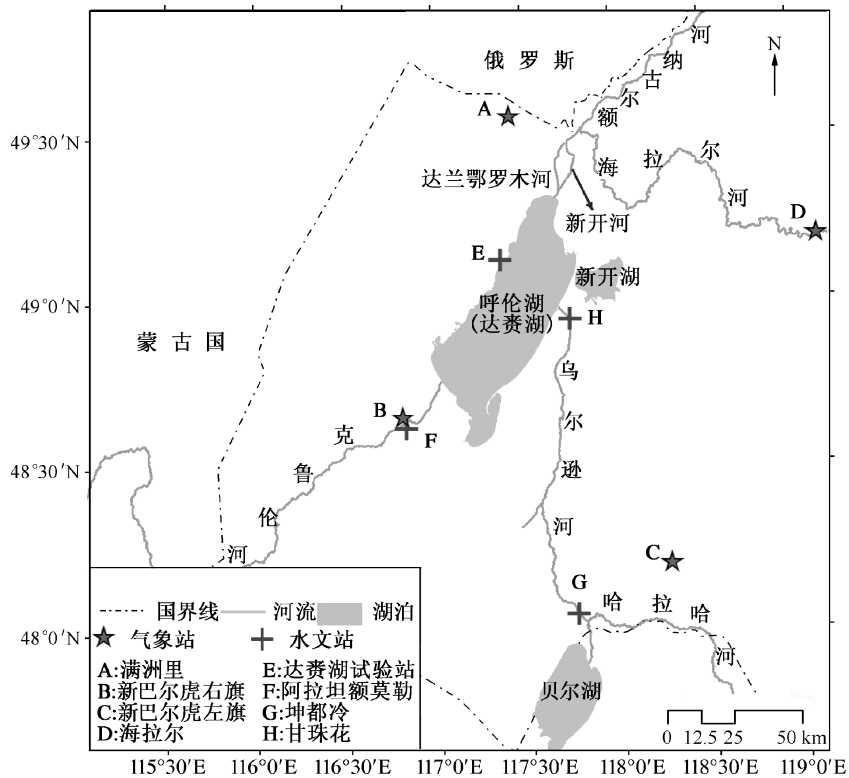 俄罗斯
N
额尔古纳河
A
49°30′N
海拉尔河
达兰鄂罗木河
D
新开河
E
新开湖
49°00′N
呼伦湖
(达赉湖)
H
蒙古国
乌尔逊河
B
F
克鲁伦河
48°30′N
C
G
哈拉哈河
国界线
河流
湖泊
48°00′N
气象站
水文站
A:满洲里
E:达赉湖试验站
B:新巴尔虎右旗
F:阿拉坦额莫勒
C:新巴尔虎左旗
G:坤都冷
D:海拉尔
H:甘珠花
贝尔湖
0 12.5 25 50 km
115°30′E 116°00′E 116°30′E 117°00′E 117°30′E 118°00′E 118°30′E 119°0′E